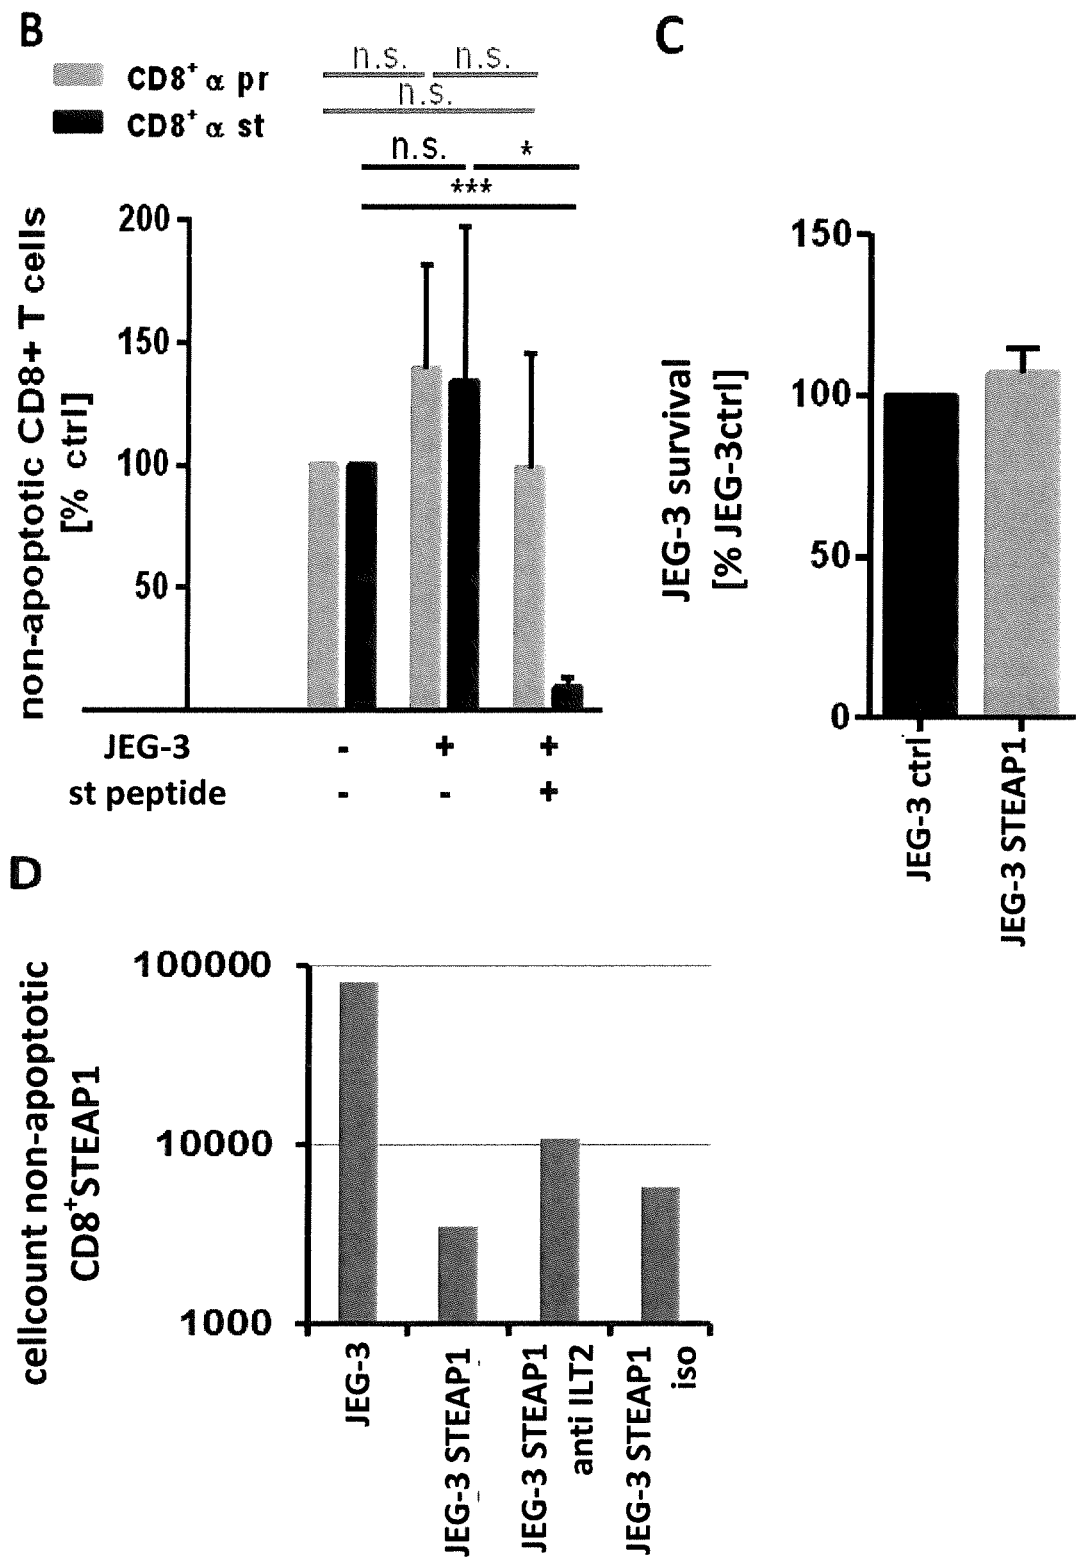 B
CD8+ α pr
CD8+ α st
n.s. n.s.
n.s.
n.s. *
***
non-apoptotic CD8+ T cells
[% ctrl]
200
150
100
50
JEG-3 - + +
st peptide - - +
C
JEG-3 survival
[% JEG-3ctrl]
150
100
50
0
JEG-3 ctrl
JEG-3 STEAP1
D
cellcount non-apoptotic
CD8+STEAP1
100000
10000
1000
JEG-3
JEG-3 STEAP1
JEG-3 STEAP1
anti ILT2
JEG-3 STEAP1
iso